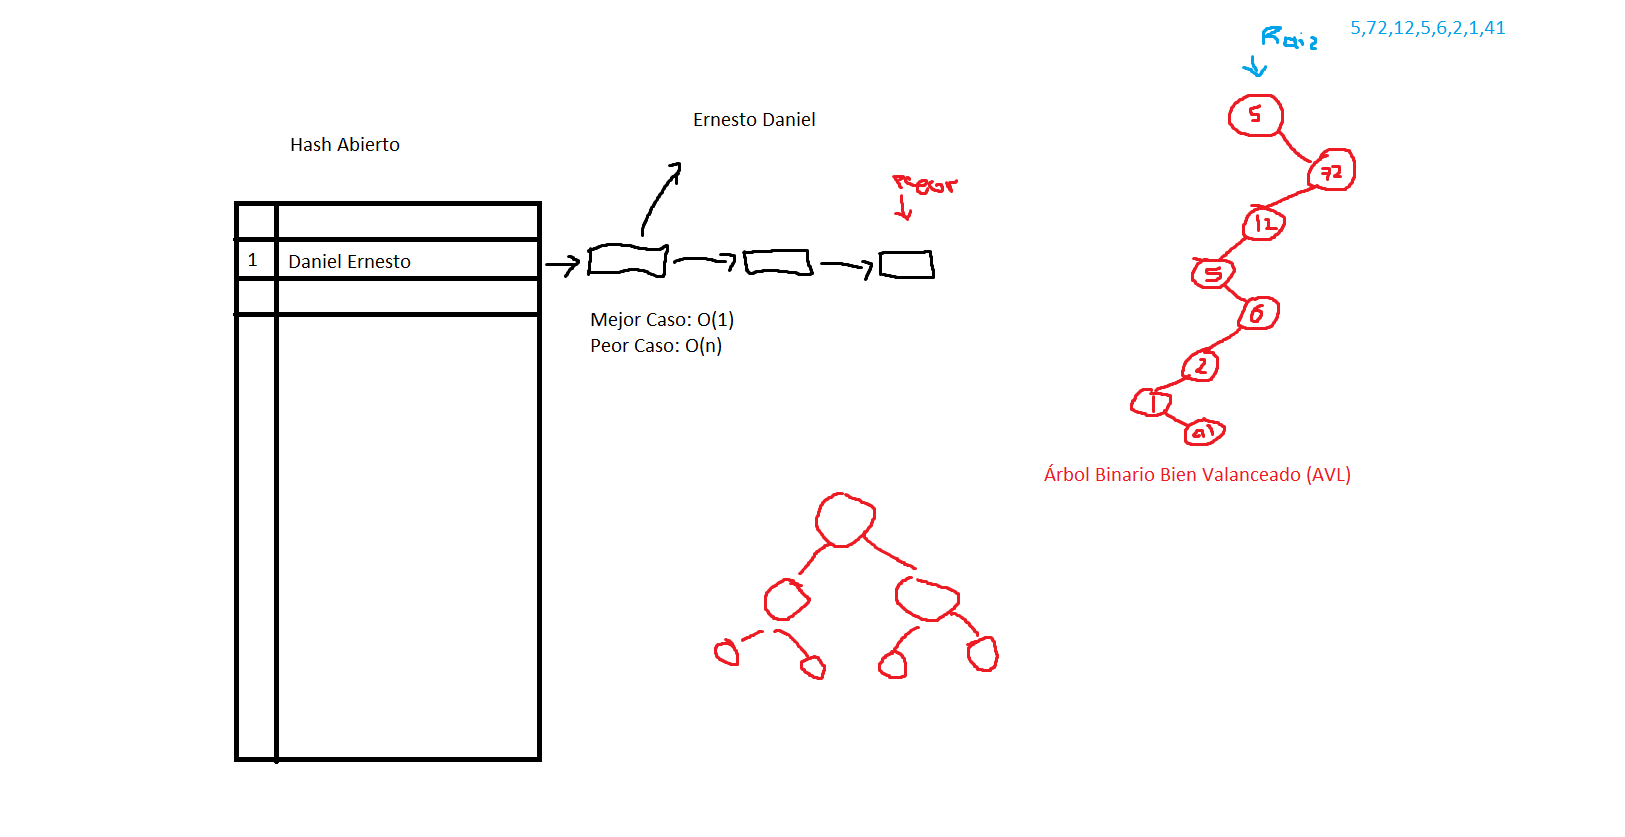 5,72,12,5,6,2,1,41
Raiz
5
72
12
5
6
2
1
Ernesto Daniel
Hash Abierto
peor
1 Daniel Ernesto
Mejor Caso: O(1)
Peor Caso: O(n)
Árbol Binario Bien Valanceado (AVL)